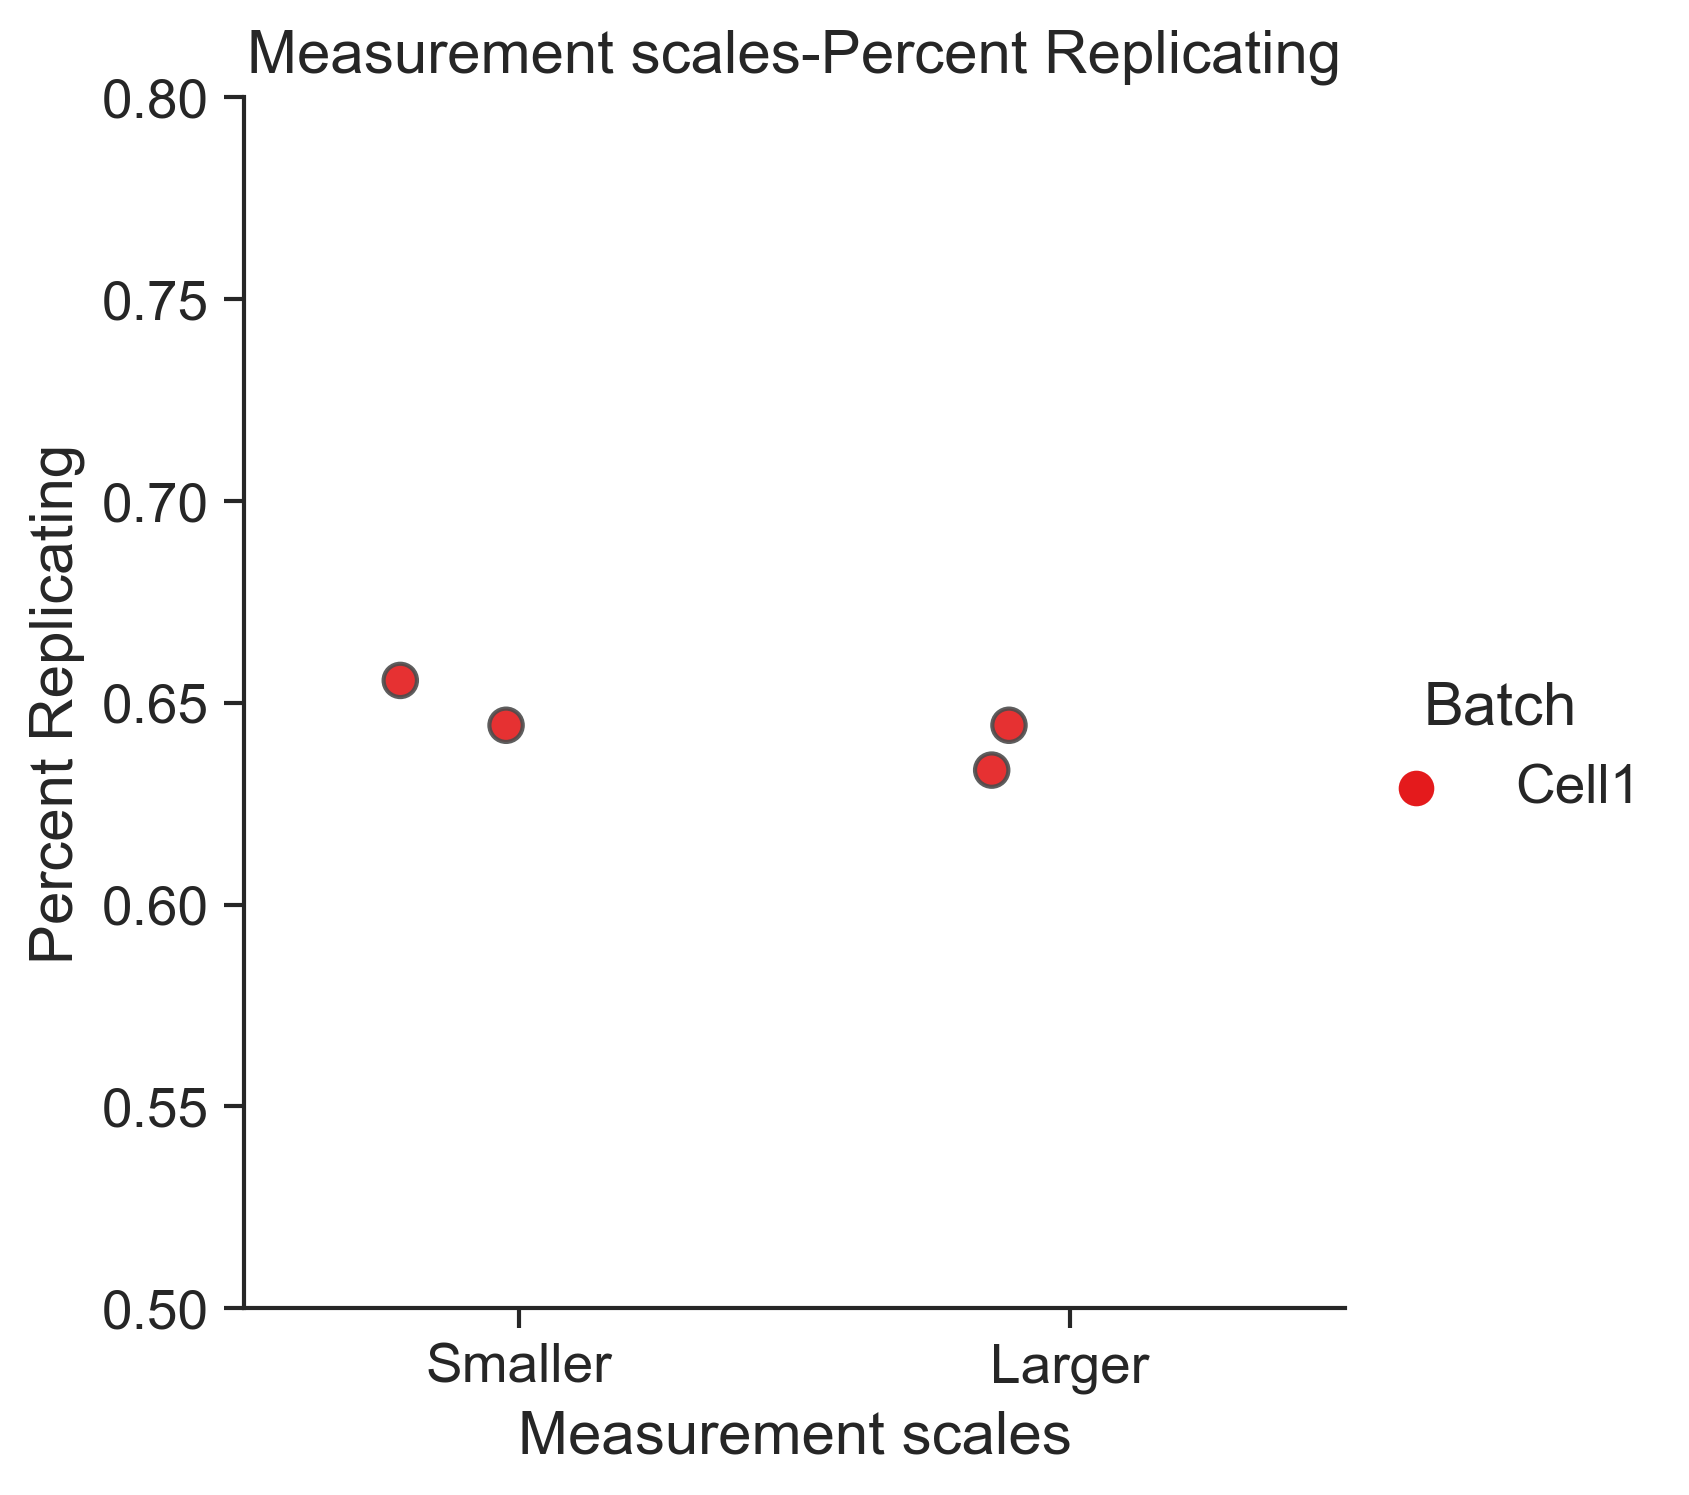 Measurement scales-Percent Replicating
0.80
0.75
0.70
0.65
0.60
0.55
0.50
Percent Replicating
Smaller
Larger
Measurement scales
Batch
Cell1